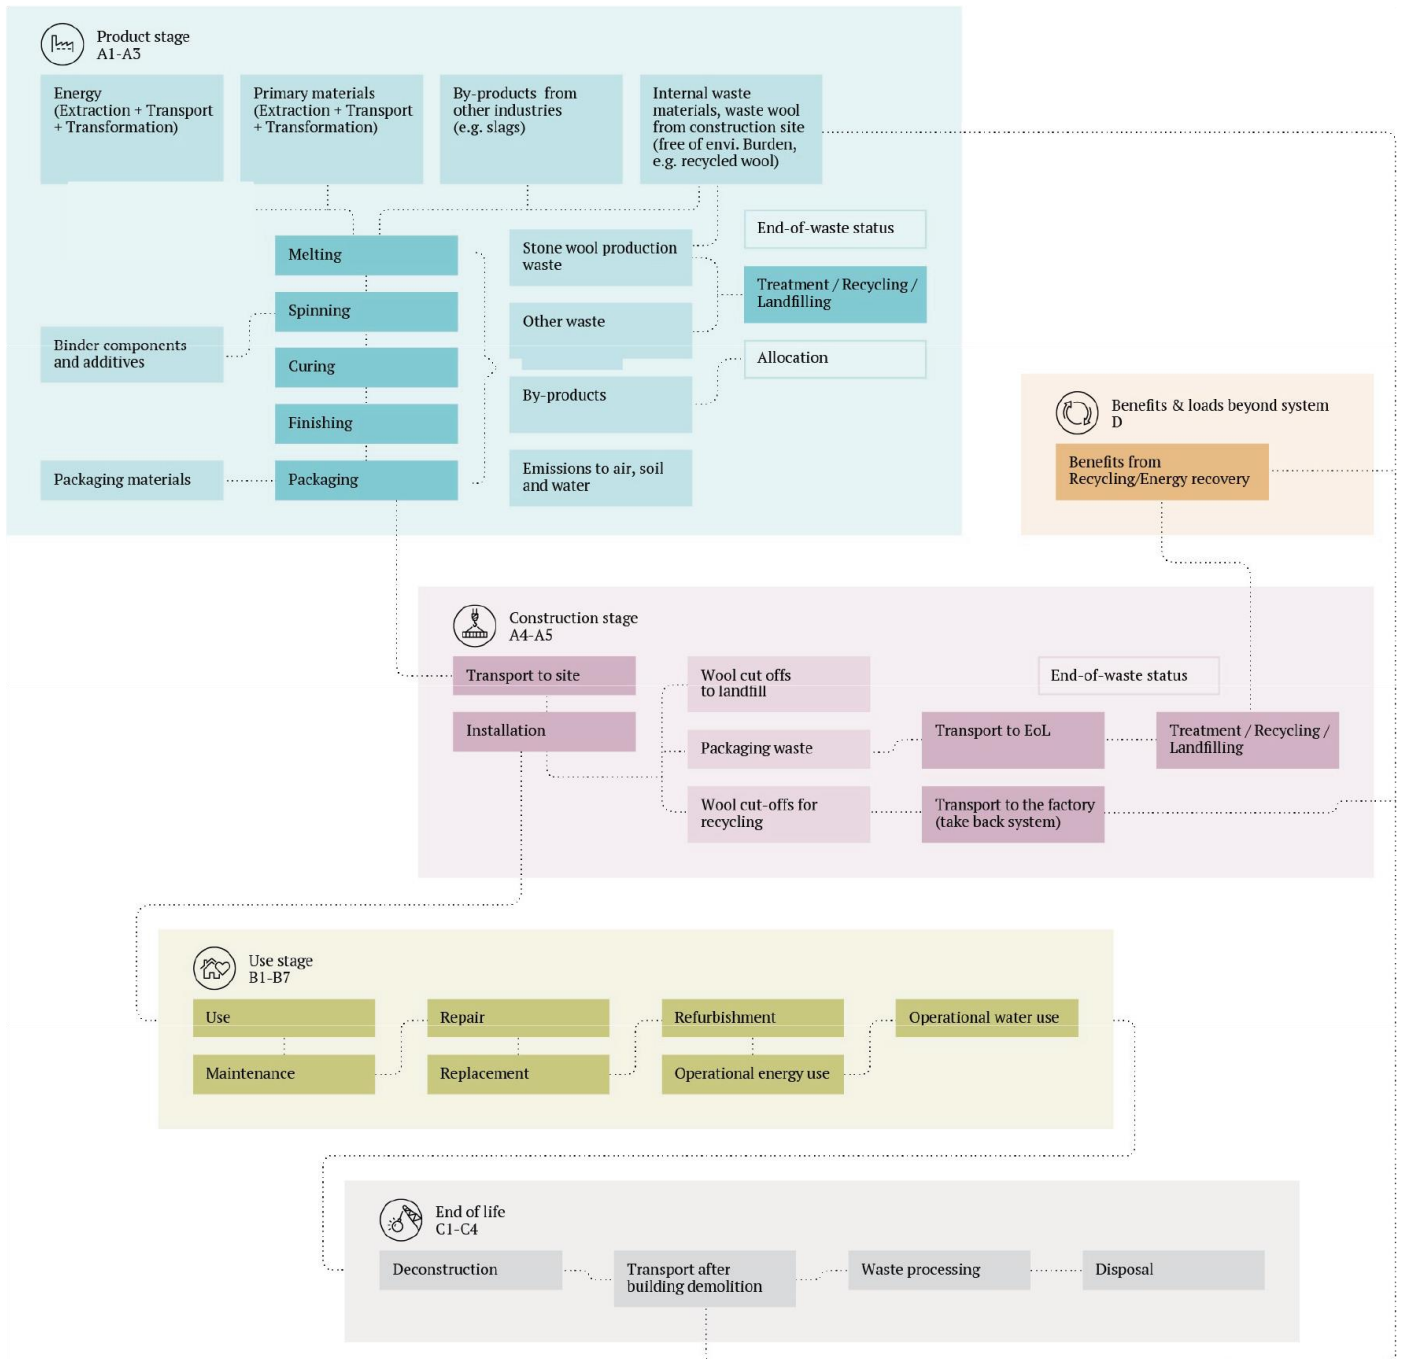 Product stage
A1-A3
Energy
(Extraction + Transport
+ Transformation)
Primary materials
(Extraction + Transport
+ Transformation)
By-products from
other industries
(e.g. slags)
Internal waste
materials, waste wool
from construction site
(free of envi. Burden,
e.g. recycled wool)
Melting
Spinning
Curing
Finishing
Packaging
Binder components
and additives
Packaging materials
Stone wool production
waste
Other waste
By-products
Emissions to air, soil
and water
End-of-waste status
Treatment / Recycling /
Landfilling
Allocation
Benefits & loads beyond system
D
Benefits from
Recycling/Energy recovery
Construction stage
A4-A5
Transport to site
Installation
Wool cut offs
to landfill
Packaging waste
Wool cut-offs for
recycling
End-of-waste status
Transport to EoL
Treatment / Recycling /
Landfilling
Transport to the factory
(take back system)
Use stage
B1-B7
Use
Maintenance
Repair
Replacement
Refurbishment
Operational energy use
Operational water use
End of life
C1-C4
Deconstruction
Transport after
building demolition
Waste processing
Disposal